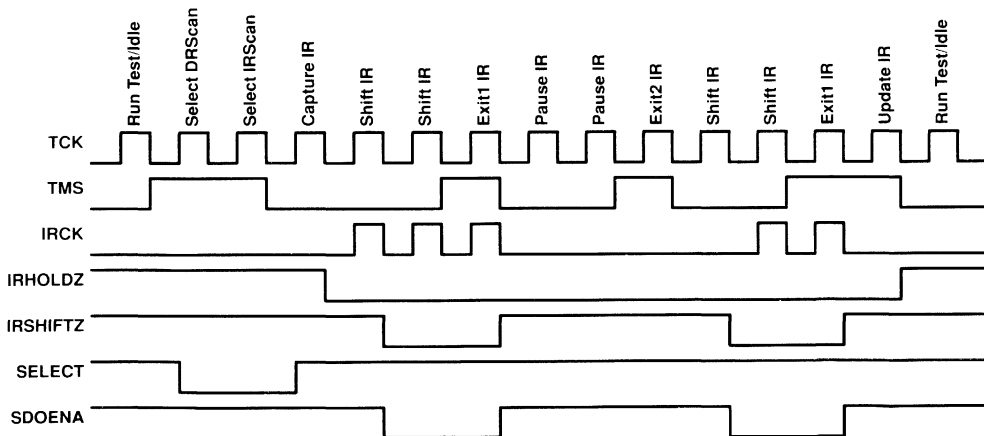 Run Test/Idle
Select DRScan
Select IRScan
Capture IR
Shift IR
Shift IR
Exit1 IR
Pause IR
Pause IR
Exit2 IR
Shift IR
Shift IR
Exit1 IR
Update IR
Run Test/Idle
TCK
TMS
IRCK
IRHOLDZ
IRSHIFTZ
SELECT
SDOENA